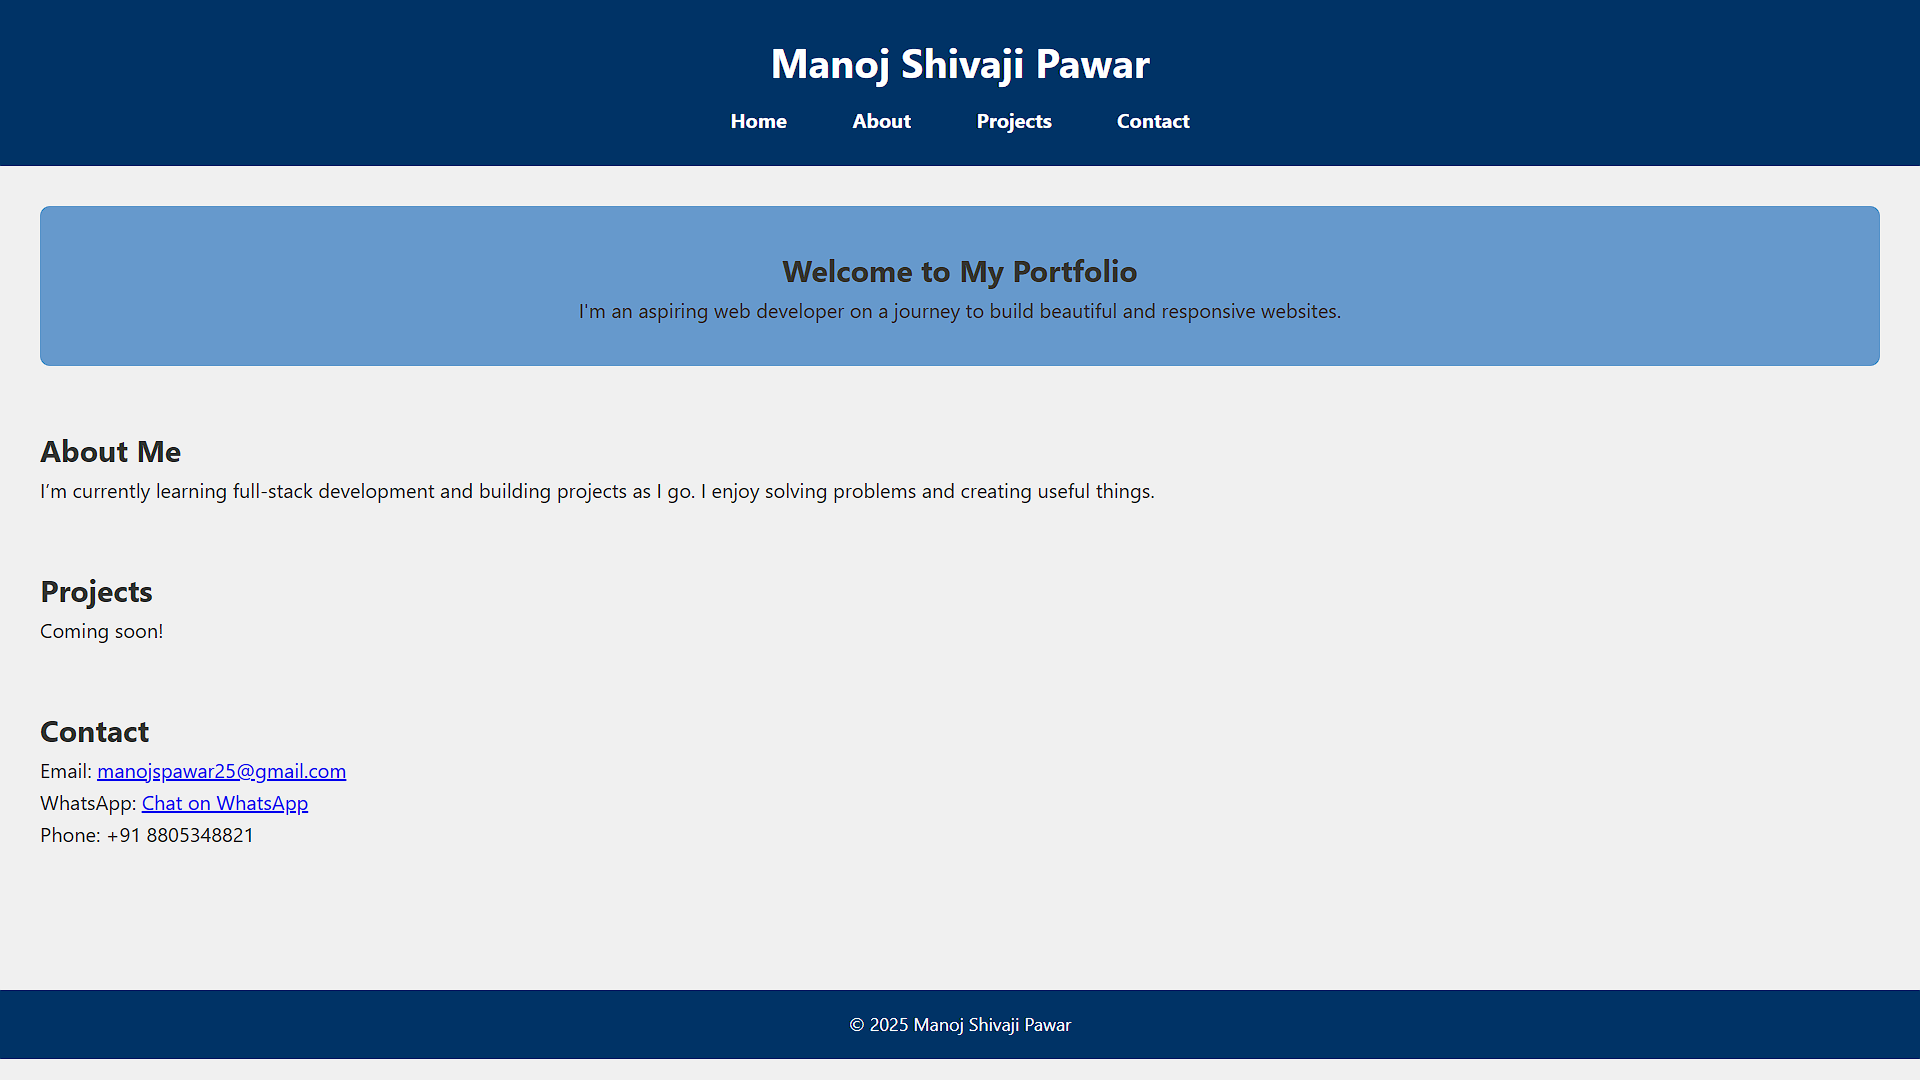 Manoj Shivaji Pawar
Home About Projects Contact
Welcome to My Portfolio
I'm an aspiring web developer on a journey to build beautiful and responsive websites.
About Me
I’m currently learning full-stack development and building projects as I go. I enjoy solving problems and creating useful things.
Projects
Coming soon!
Contact
Email: manojspawar25@gmail.com
WhatsApp: Chat on WhatsApp
Phone: +91 8805348821
© 2025 Manoj Shivaji Pawar